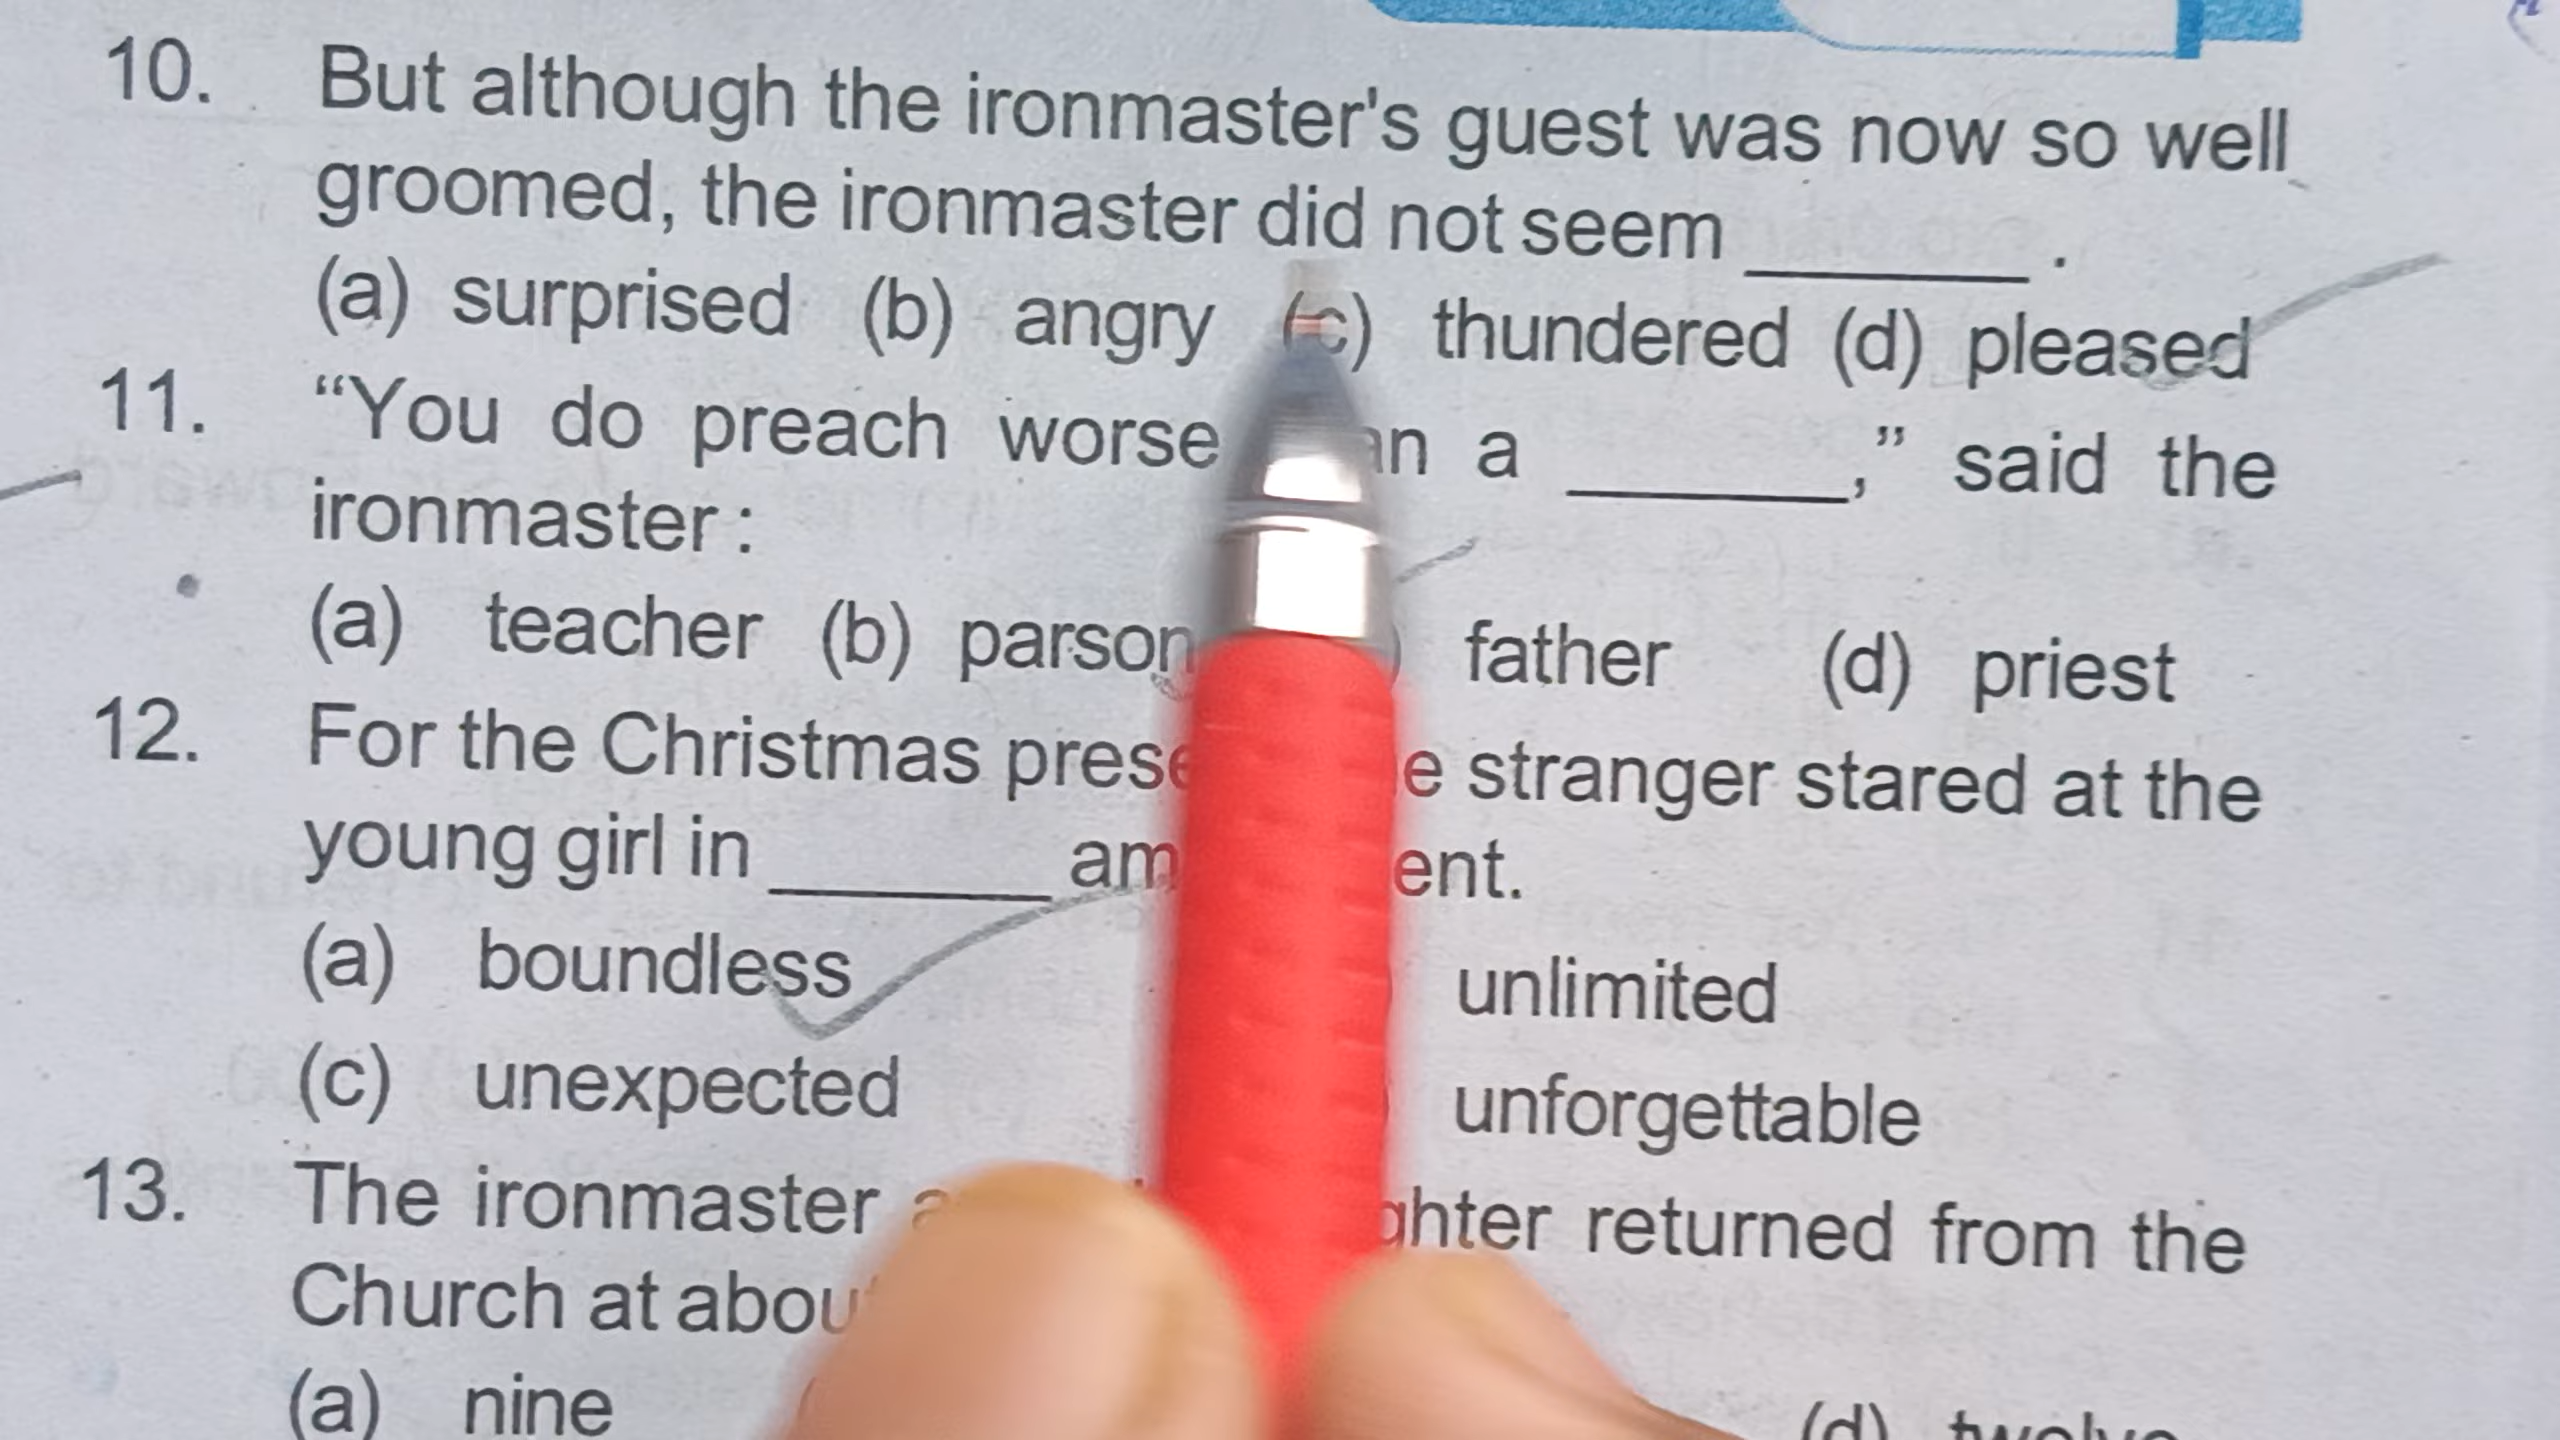 10. But although the ironmaster's guest was now so well
groomed, the ironmaster did not seem ______ .
(a) surprised (b) angry (c) thundered (d) pleased
11. “You do preach worse an a ______,” said the
ironmaster :
(a) teacher (b) parson father (d) priest
12. For the Christmas prese e stranger stared at the
young girl in ______ am ent.
(a) boundless unlimited
(c) unexpected unforgettable
13. The ironmaster ghter returned from the
Church at abou
(a) nine (d) twelve